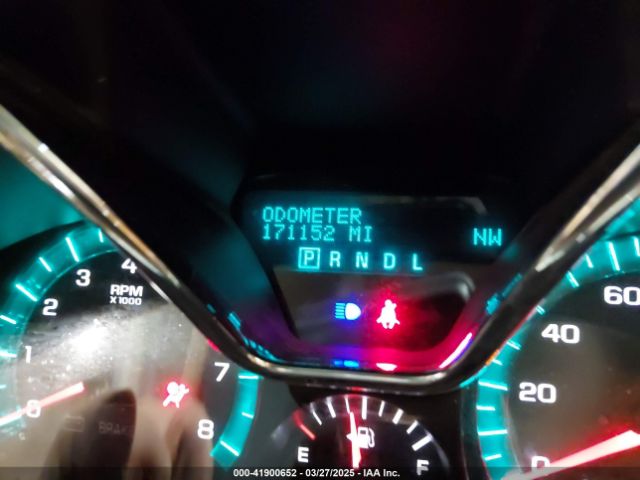 ODOMETER
171152 MI
NW
P R N D L
4
3
2
1
0
RPM
X1000
7
8
BRAKE
E
F
60
40
20
0
000-41900652 - 03/27/2025 - IAA Inc.